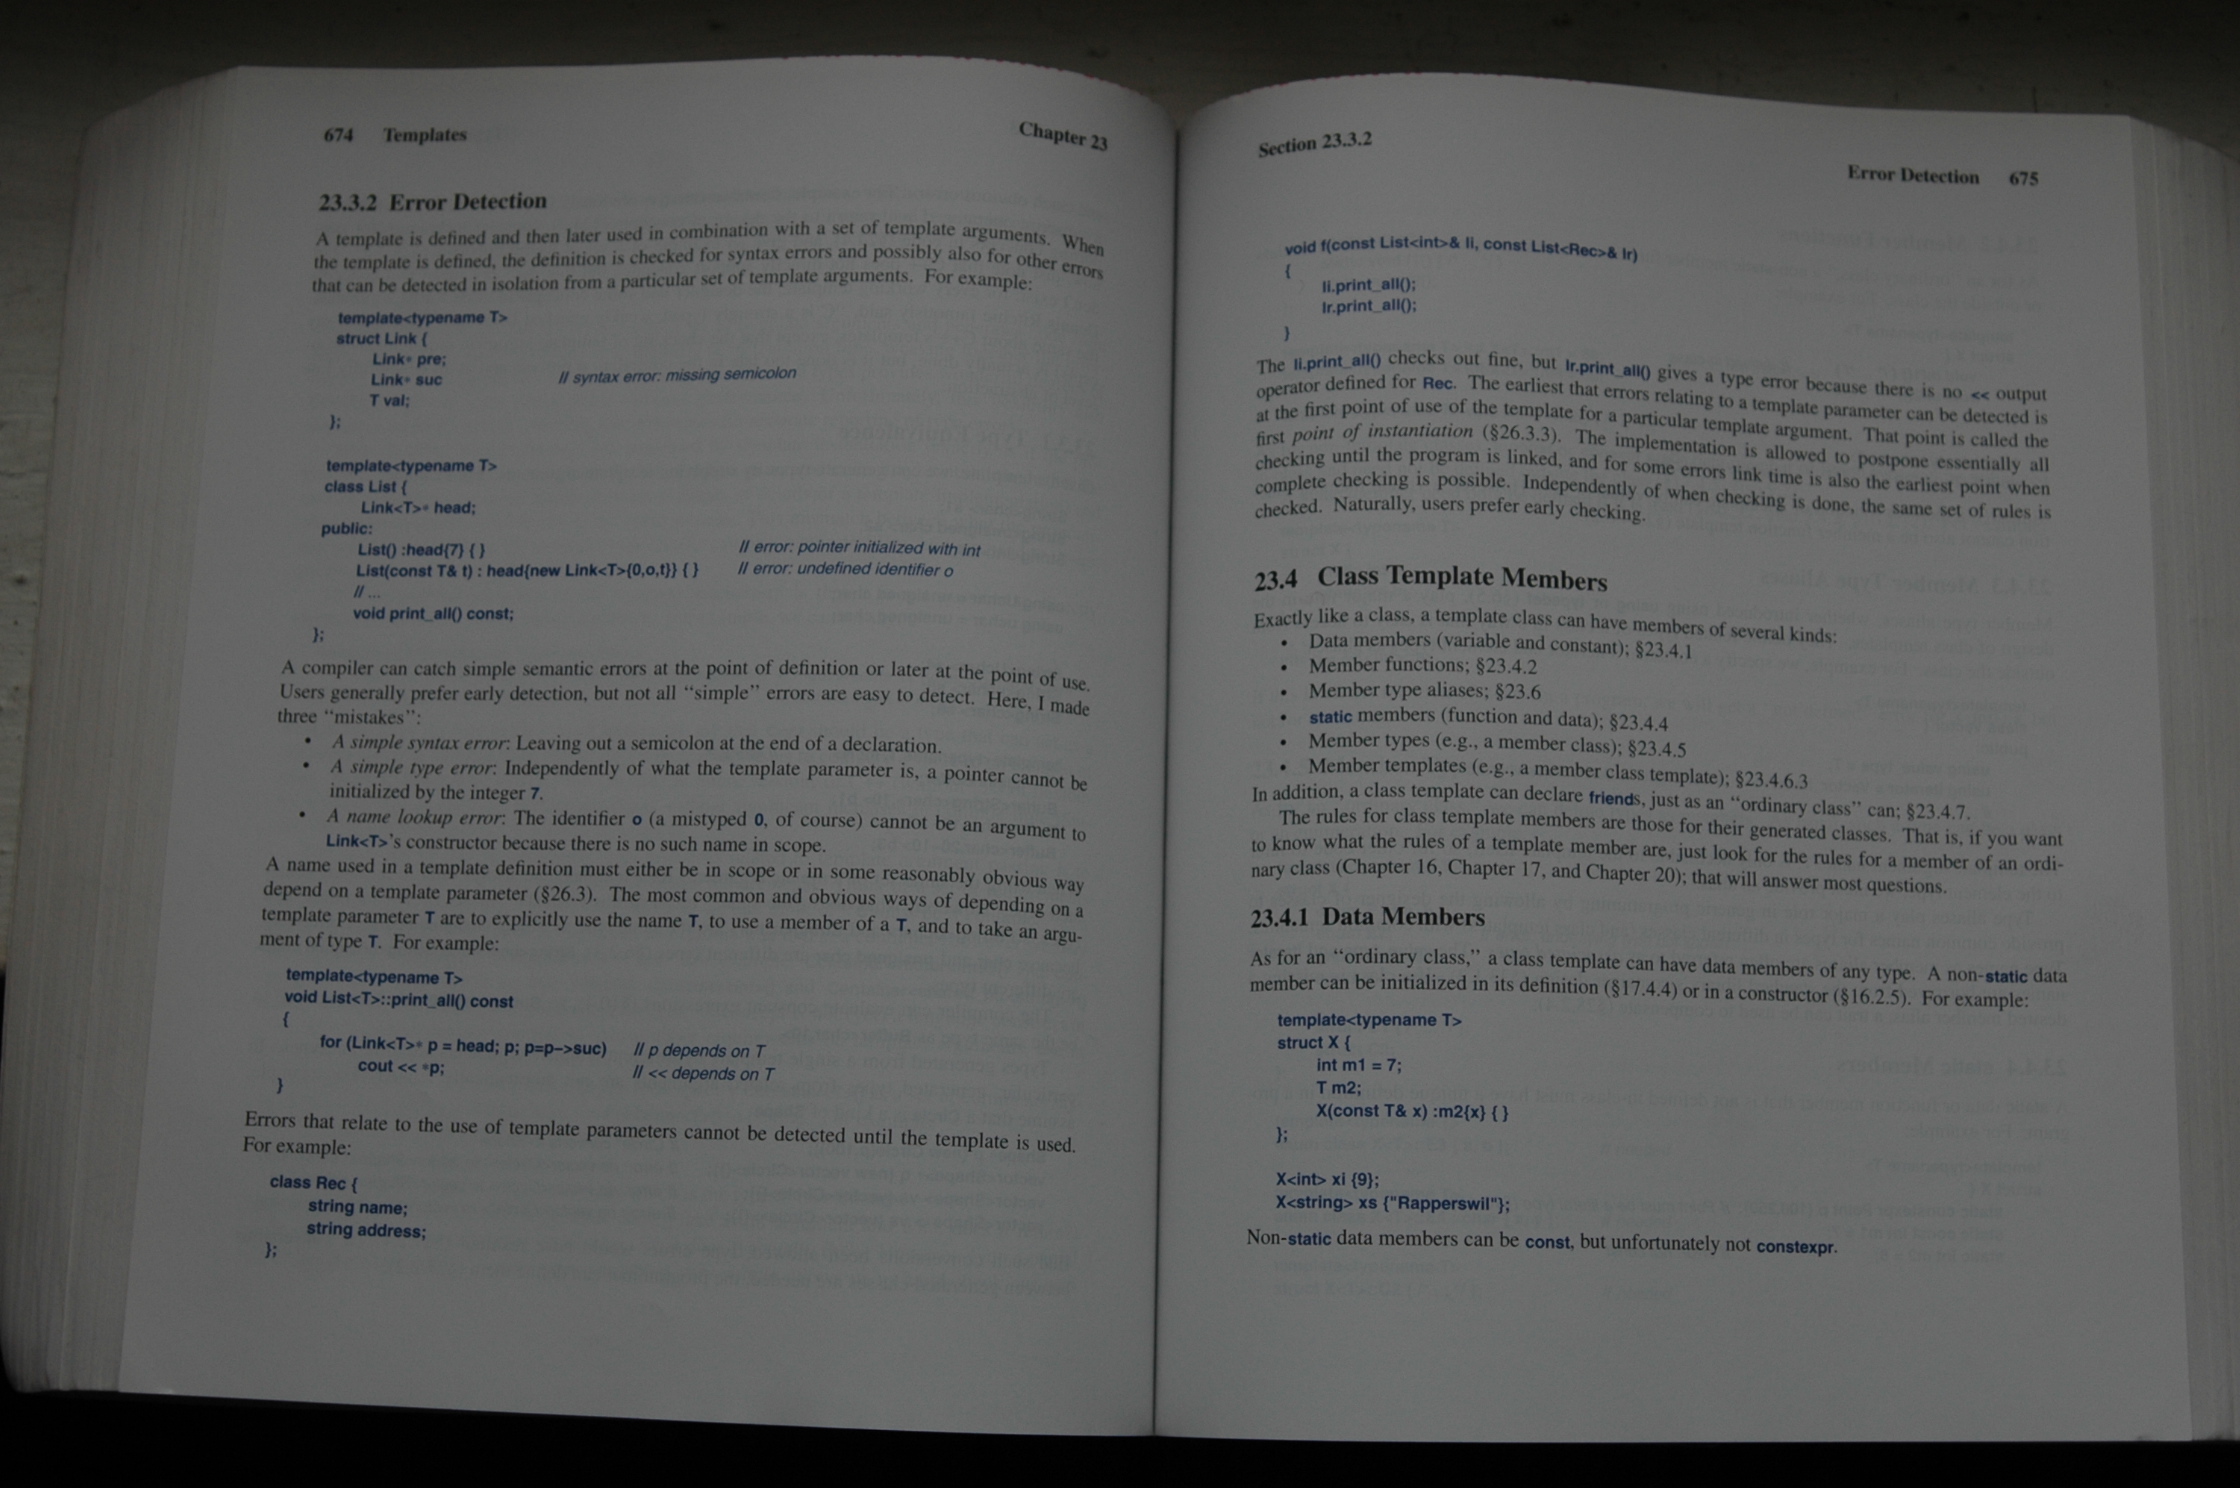 674 Templates Chapter 23
23.3.2 Error Detection
A template is defined and then later used in combination with a set of template arguments. When
the template is defined, the definition is checked for syntax errors and possibly also for other errors
that can be detected in isolation from a particular set of template arguments. For example:
template<typename T>
struct Link {
Link* pre;
Link* suc // syntax error: missing semicolon
T val;
};
template<typename T>
class List {
Link<T>* head;
public:
List() :head{7} { } // error: pointer initialized with int
List(const T& t) : head{new Link<T>{0,o,t}} { } // error: undefined identifier o
// ...
void print_all() const;
};
A compiler can catch simple semantic errors at the point of definition or later at the point of use.
Users generally prefer early detection, but not all “simple” errors are easy to detect. Here, I made
three “mistakes”:
• A simple syntax error: Leaving out a semicolon at the end of a declaration.
• A simple type error: Independently of what the template parameter is, a pointer cannot be
initialized by the integer 7.
• A name lookup error: The identifier o (a mistyped 0, of course) cannot be an argument to
Link<T>’s constructor because there is no such name in scope.
A name used in a template definition must either be in scope or in some reasonably obvious way
depend on a template parameter (§26.3). The most common and obvious ways of depending on a
template parameter T are to explicitly use the name T, to use a member of a T, and to take an argu-
ment of type T. For example:
template<typename T>
void List<T>::print_all() const
{
for (Link<T>* p = head; p; p=p->suc) // p depends on T
cout << *p; // << depends on T
}
Errors that relate to the use of template parameters cannot be detected until the template is used.
For example:
class Rec {
string name;
string address;
};
Section 23.3.2 Error Detection 675
void f(const List<int>& li, const List<Rec>& lr)
{
li.print_all();
lr.print_all();
}
The li.print_all() checks out fine, but lr.print_all() gives a type error because there is no << output
operator defined for Rec. The earliest that errors relating to a template parameter can be detected is
at the first point of use of the template for a particular template argument. That point is called the
first point of instantiation (§26.3.3). The implementation is allowed to postpone essentially all
checking until the program is linked, and for some errors link time is also the earliest point when
complete checking is possible. Independently of when checking is done, the same set of rules is
checked. Naturally, users prefer early checking.
23.4 Class Template Members
Exactly like a class, a template class can have members of several kinds:
• Data members (variable and constant); §23.4.1
• Member functions; §23.4.2
• Member type aliases; §23.6
• static members (function and data); §23.4.4
• Member types (e.g., a member class); §23.4.5
• Member templates (e.g., a member class template); §23.4.6.3
In addition, a class template can declare friends, just as an “ordinary class” can; §23.4.7.
The rules for class template members are those for their generated classes. That is, if you want
to know what the rules of a template member are, just look for the rules for a member of an ordi-
nary class (Chapter 16, Chapter 17, and Chapter 20); that will answer most questions.
23.4.1 Data Members
As for an “ordinary class,” a class template can have data members of any type. A non-static data
member can be initialized in its definition (§17.4.4) or in a constructor (§16.2.5). For example:
template<typename T>
struct X {
int m1 = 7;
T m2;
X(const T& x) :m2{x} { }
};
X<int> xi {9};
X<string> xs {"Rapperswil"};
Non-static data members can be const, but unfortunately not constexpr.